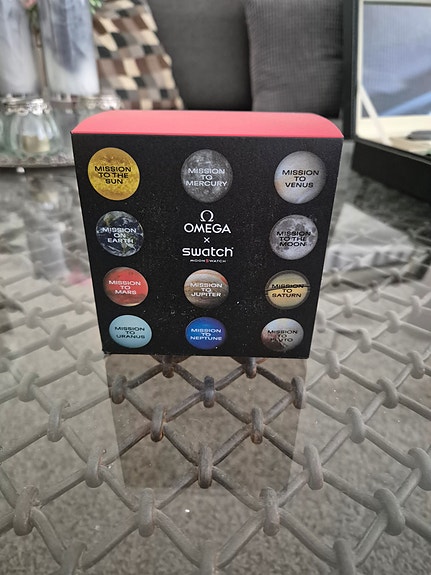 MISSION
TO THE
SUN
MISSION
TO
MERCURY
MISSION
TO
VENUS
MISSION
ON
EARTH
Ω
OMEGA
×
swatch
MOONSWATCH
MISSION
TO THE
MOON
MISSION
TO
MARS
MISSION
TO
JUPITER
MISSION
TO
SATURN
MISSION
TO
URANUS
MISSION
TO
NEPTUNE
MISSION
TO
PLUTO